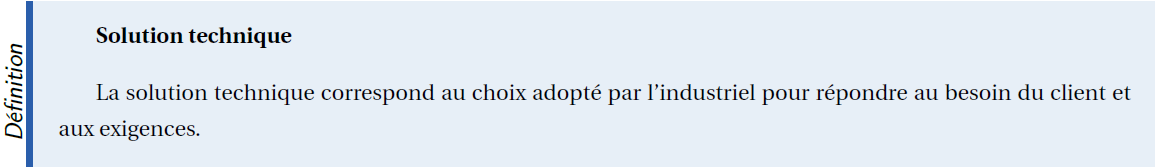 Définition
Solution technique
La solution technique correspond au choix adopté par l'industriel pour répondre au besoin du client et
aux exigences.